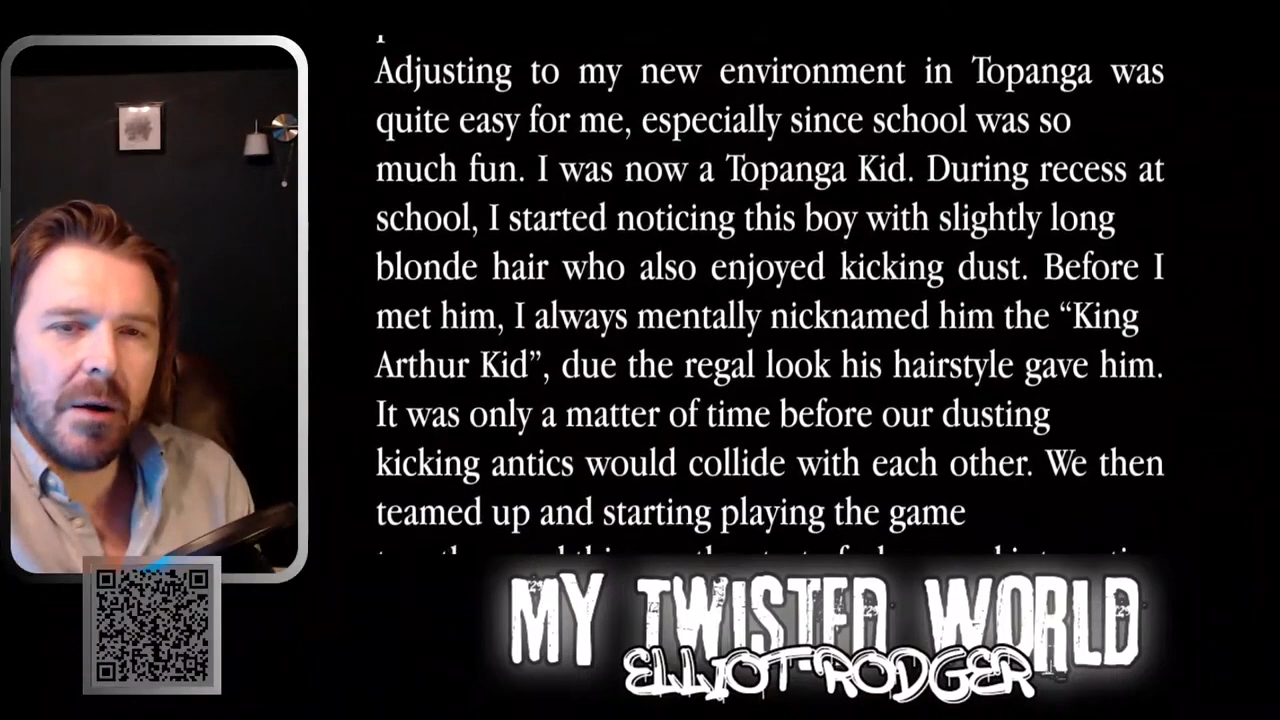 Adjusting to my new environment in Topanga was
quite easy for me, especially since school was so
much fun. I was now a Topanga Kid. During recess at
school, I started noticing this boy with slightly long
blonde hair who also enjoyed kicking dust. Before I
met him, I always mentally nicknamed him the “King
Arthur Kid”, due the regal look his hairstyle gave him.
It was only a matter of time before our dusting
kicking antics would collide with each other. We then
teamed up and starting playing the game
MY TWISTED WORLD
ELLIOT RODGER